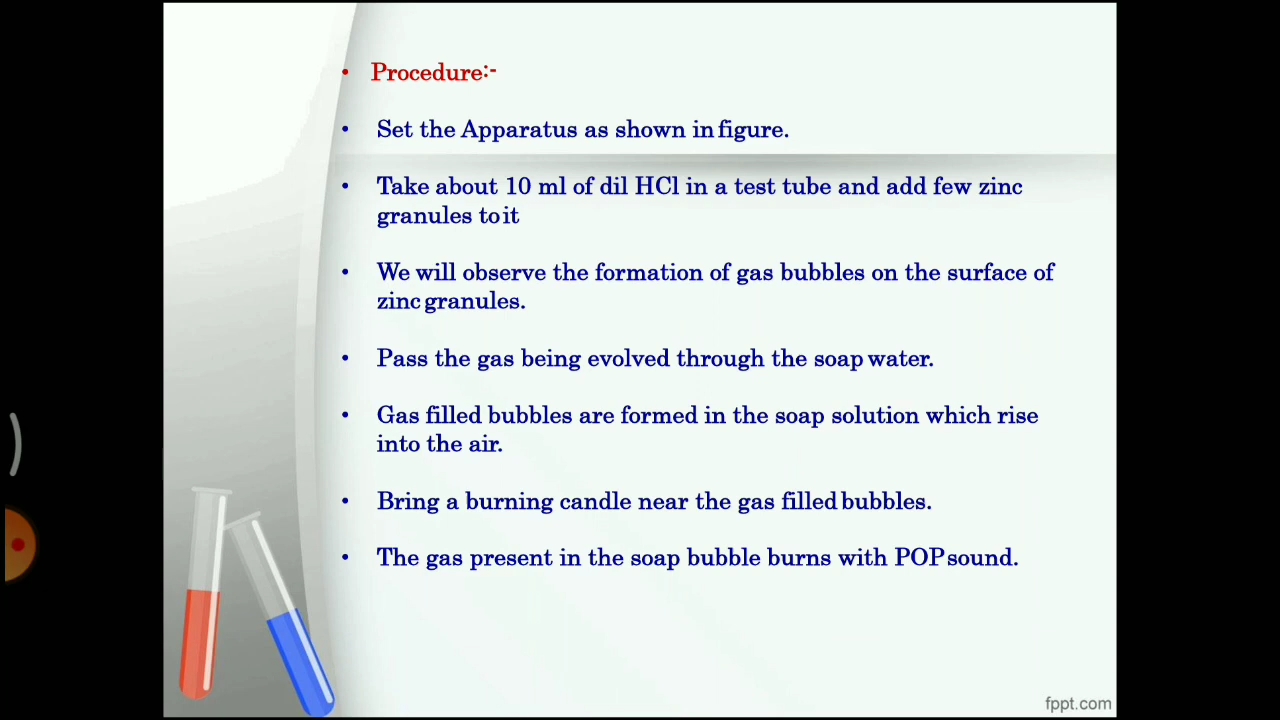 • Procedure:-
• Set the Apparatus as shown in figure.
• Take about 10 ml of dil HCl in a test tube and add few zinc
granules to it
• We will observe the formation of gas bubbles on the surface of
zinc granules.
• Pass the gas being evolved through the soap water.
• Gas filled bubbles are formed in the soap solution which rise
into the air.
• Bring a burning candle near the gas filled bubbles.
• The gas present in the soap bubble burns with POP sound.
fppt.com